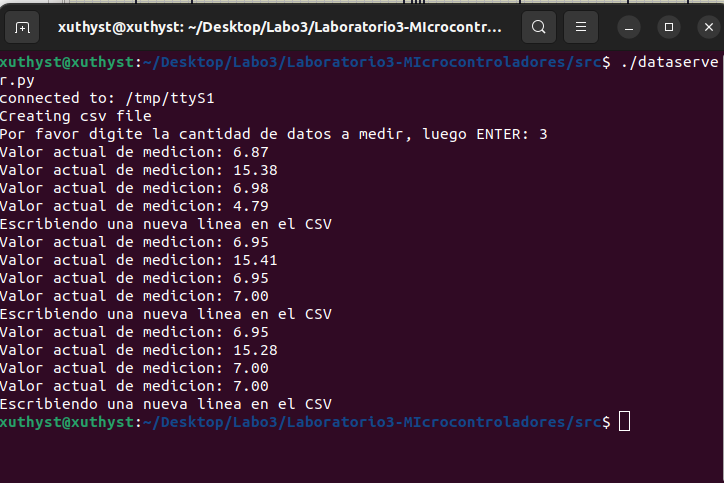 xuthyst@xuthyst: ~/Desktop/Labo3/Laboratorio3-MIcrocontr...
xuthyst@xuthyst:~/Desktop/Labo3/Laboratorio3-MIcrocontroladores/src$ ./dataserve
r.py
connected to: /tmp/ttyS1
Creating csv file
Por favor digite la cantidad de datos a medir, luego ENTER: 3
Valor actual de medicion: 6.87
Valor actual de medicion: 15.38
Valor actual de medicion: 6.98
Valor actual de medicion: 4.79
Escribiendo una nueva linea en el CSV
Valor actual de medicion: 6.95
Valor actual de medicion: 15.41
Valor actual de medicion: 6.95
Valor actual de medicion: 7.00
Escribiendo una nueva linea en el CSV
Valor actual de medicion: 6.95
Valor actual de medicion: 15.28
Valor actual de medicion: 7.00
Valor actual de medicion: 7.00
Escribiendo una nueva linea en el CSV
xuthyst@xuthyst:~/Desktop/Labo3/Laboratorio3-MIcrocontroladores/src$